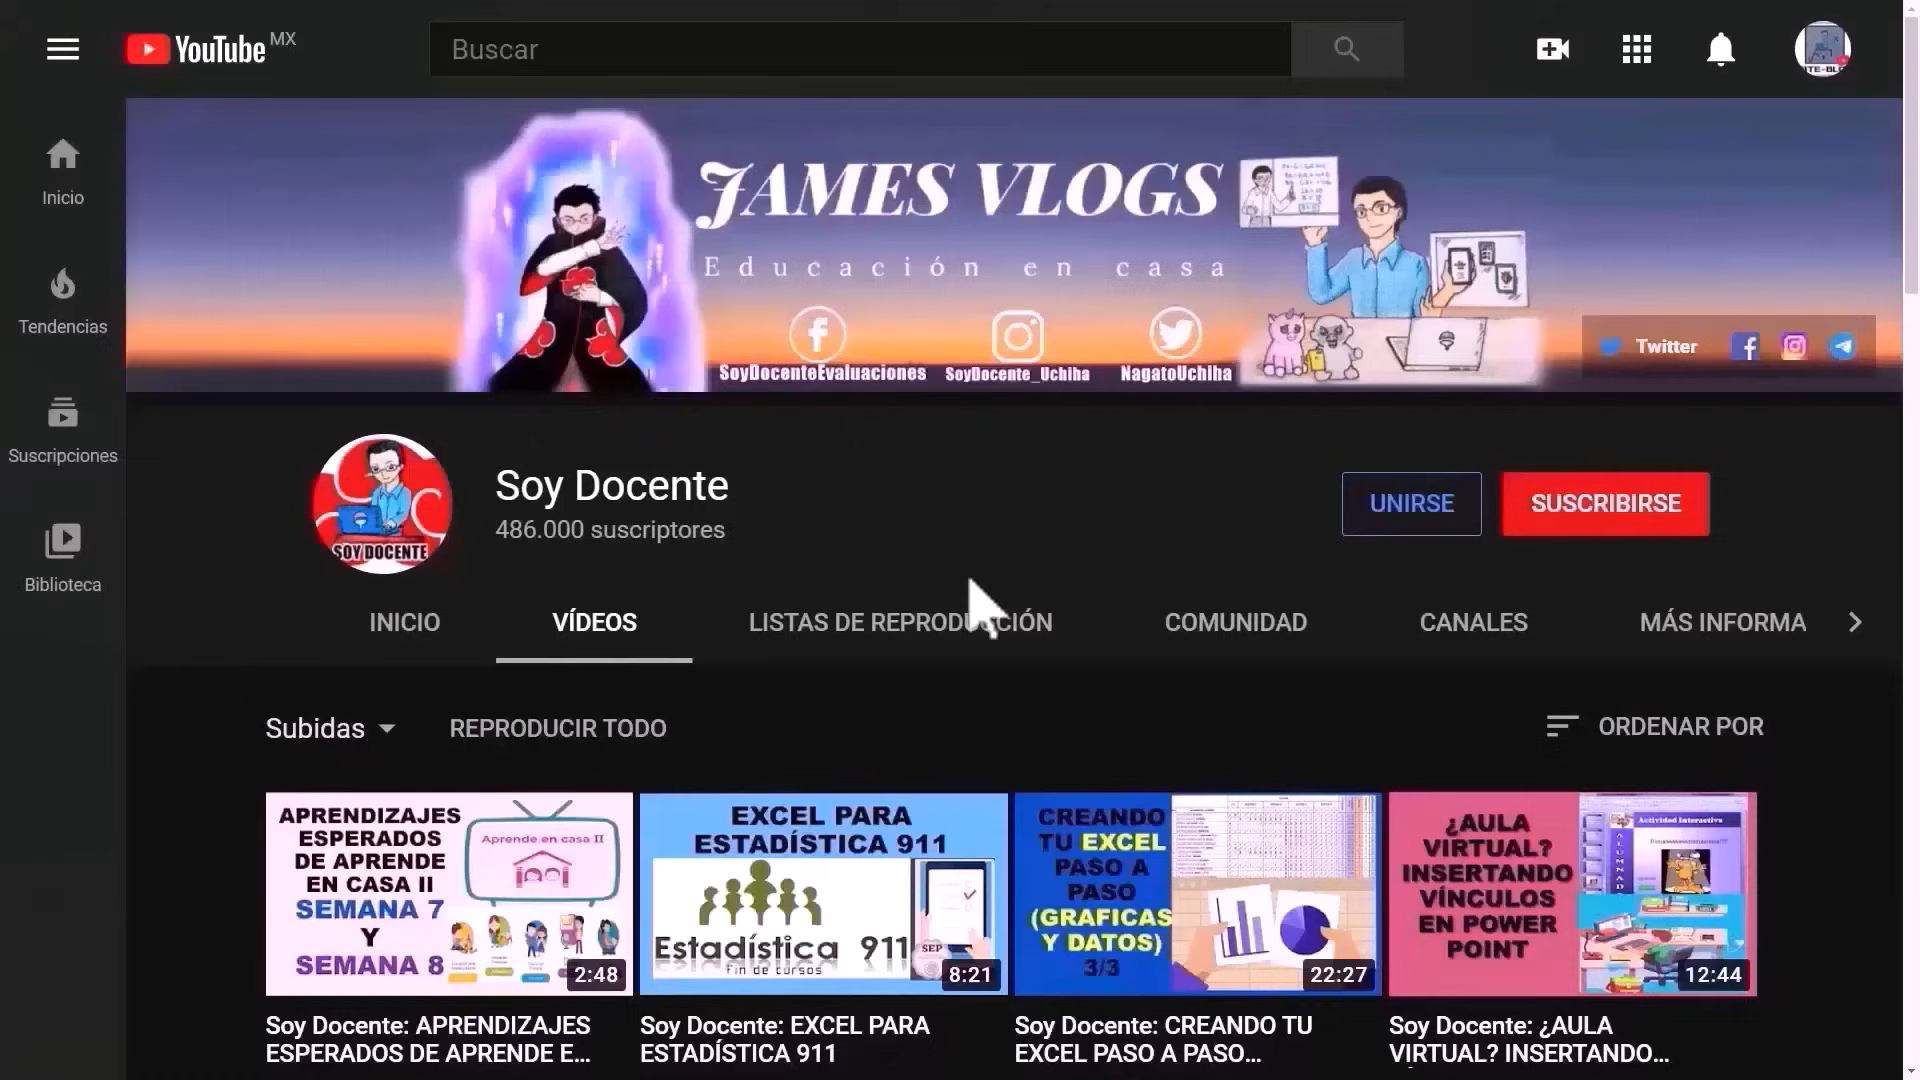 YouTube MX
Buscar
Inicio
Tendencias
Suscripciones
Biblioteca
JAMES VLOGS
Educación en casa
SoyDocenteEvaluaciones
SoyDocente_Uchiha
NagatoUchiha
Twitter
SOY DOCENTE
Soy Docente
486.000 suscriptores
UNIRSE
SUSCRIBIRSE
INICIO
VÍDEOS
LISTAS DE REPRODUCCIÓN
COMUNIDAD
CANALES
MÁS INFORMA
Subidas
REPRODUCIR TODO
ORDENAR POR
APRENDIZAJES
ESPERADOS
DE APRENDE
EN CASA II
SEMANA 7
Y
SEMANA 8
Aprende en casa II
2:48
EXCEL PARA
ESTADÍSTICA 911
Estadística 911
fin de cursos
SEP
8:21
CREANDO
TU EXCEL
PASO A
PASO
(GRAFICAS
Y DATOS)
3/3
22:27
¿AULA
VIRTUAL?
INSERTANDO
VÍNCULOS
EN POWER
POINT
Actividad Interactiva
12:44
Soy Docente: APRENDIZAJES
ESPERADOS DE APRENDE E...
Soy Docente: EXCEL PARA
ESTADÍSTICA 911
Soy Docente: CREANDO TU
EXCEL PASO A PASO...
Soy Docente: ¿AULA
VIRTUAL? INSERTANDO...